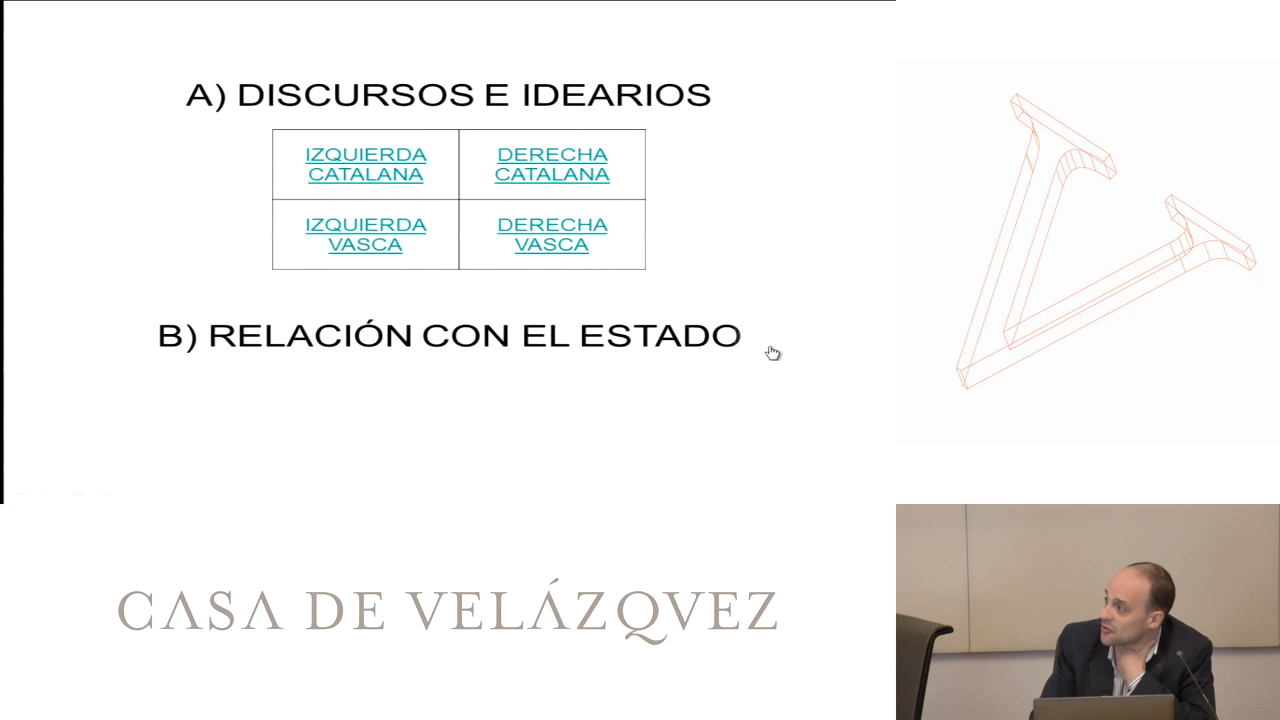 A) DISCURSOS E IDEARIOS
IZQUIERDA
CATALANA
DERECHA
CATALANA
IZQUIERDA
VASCA
DERECHA
VASCA
B) RELACIÓN CON EL ESTADO
CASA DE VELÁZQVEZ